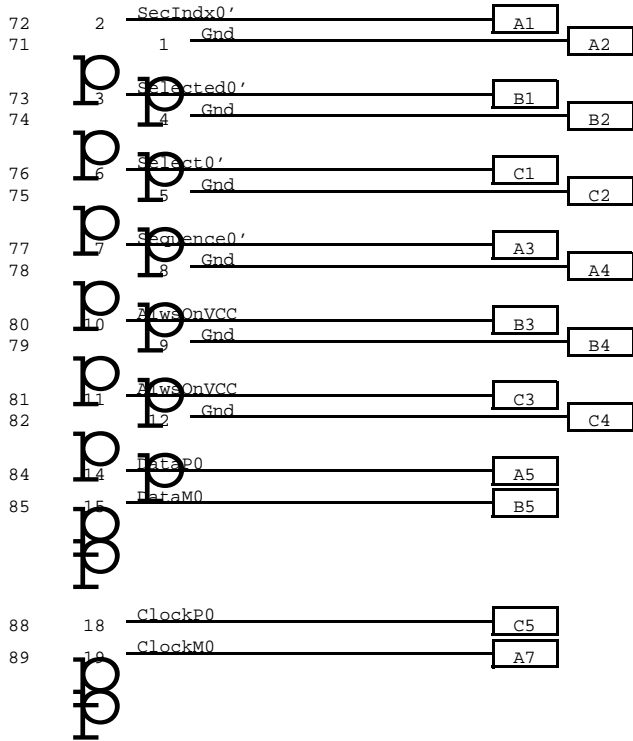 72 2 SecIndx0' A1
71 1 Gnd A2
p
73 3 Selected0' B1
p
74 4 Gnd B2
p
76 6 Select0' C1
p
75 5 Gnd C2
p
77 7 Sequence0' A3
p
78 8 Gnd A4
p
80 10 AlwsOnVCC B3
p
79 9 Gnd B4
p
81 11 AlwsOnVCC C3
p
82 12 Gnd C4
p
84 14 DataP0 A5
p
85 15 DataM0 B5
p
p
88 18 ClockP0 C5
89 19 ClockM0 A7
p
p